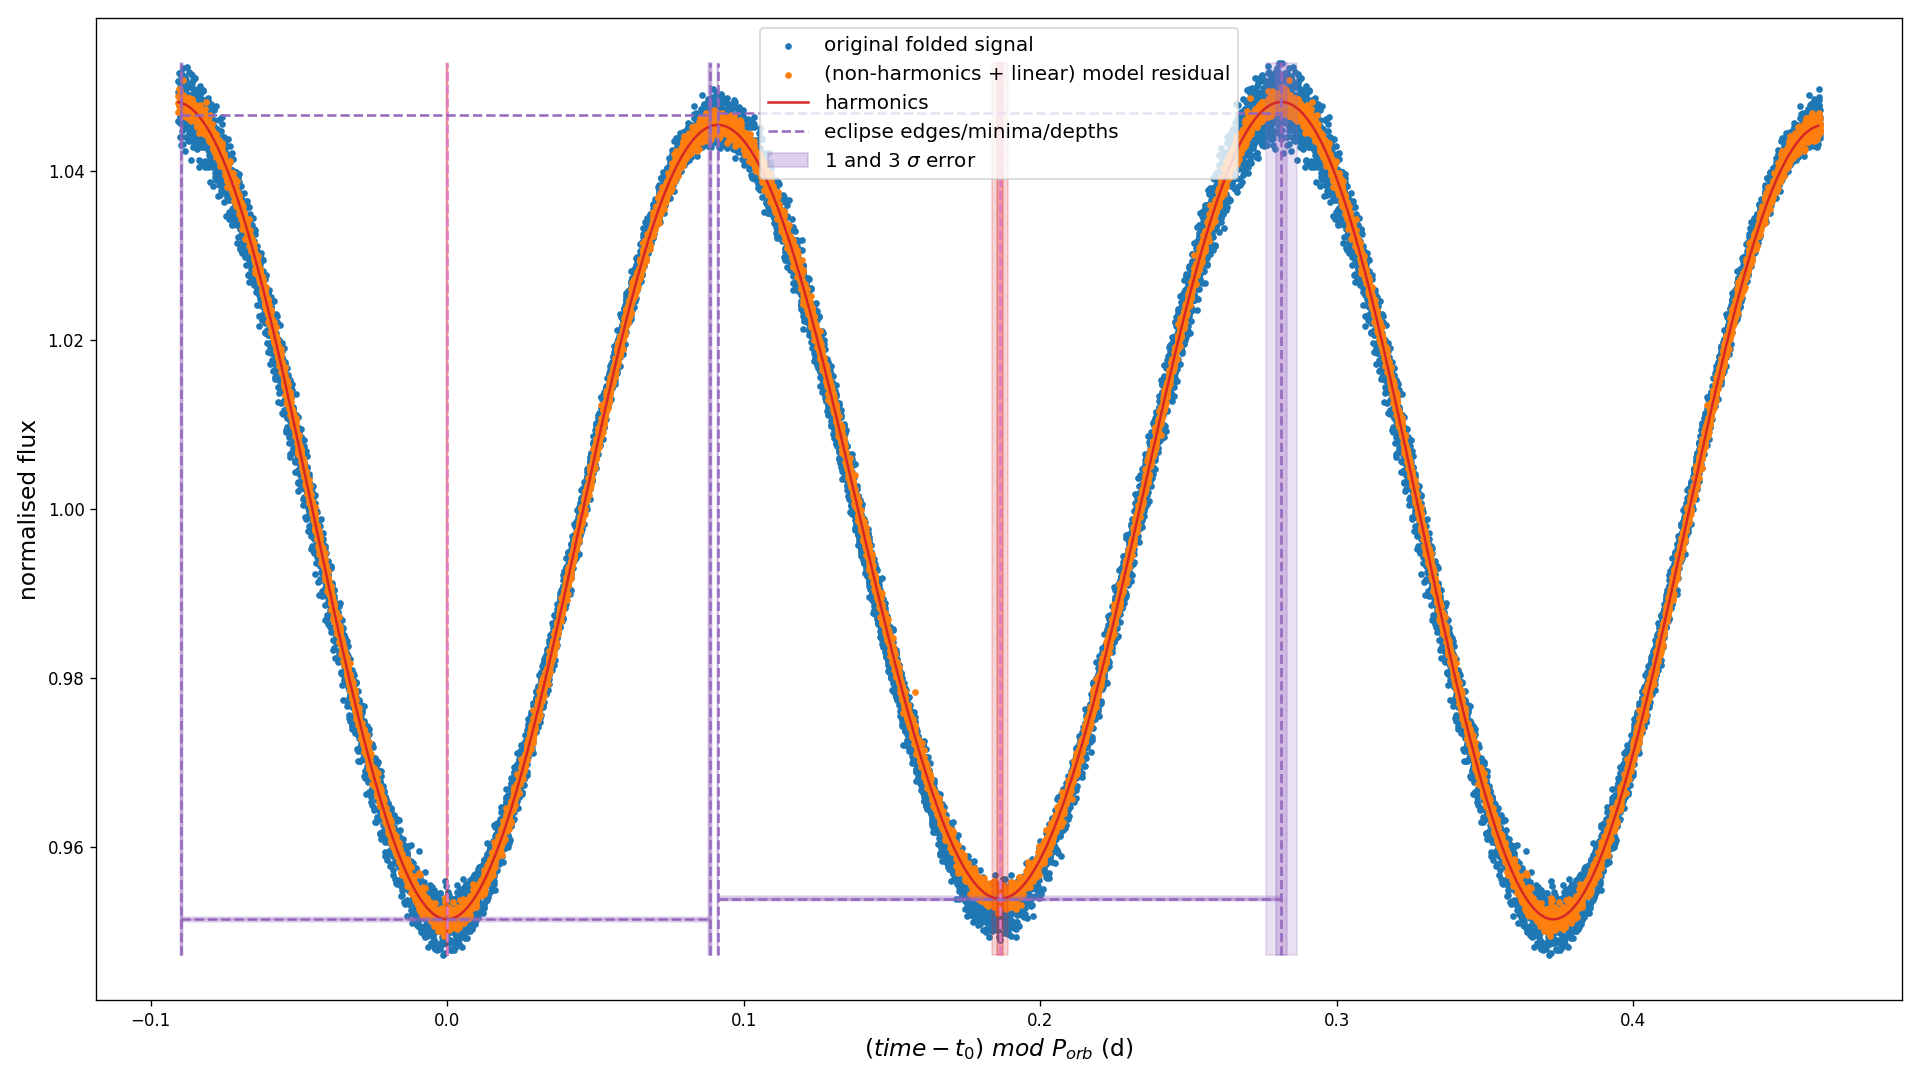 original folded signal
(non-harmonics + linear) model residual
harmonics
eclipse edges/minima/depths
1 and 3 σ error
normalised flux
1.04
1.02
1.00
0.98
0.96
−0.1 0.0 0.1 0.2 0.3 0.4
(time − t₀) mod P_orb (d)